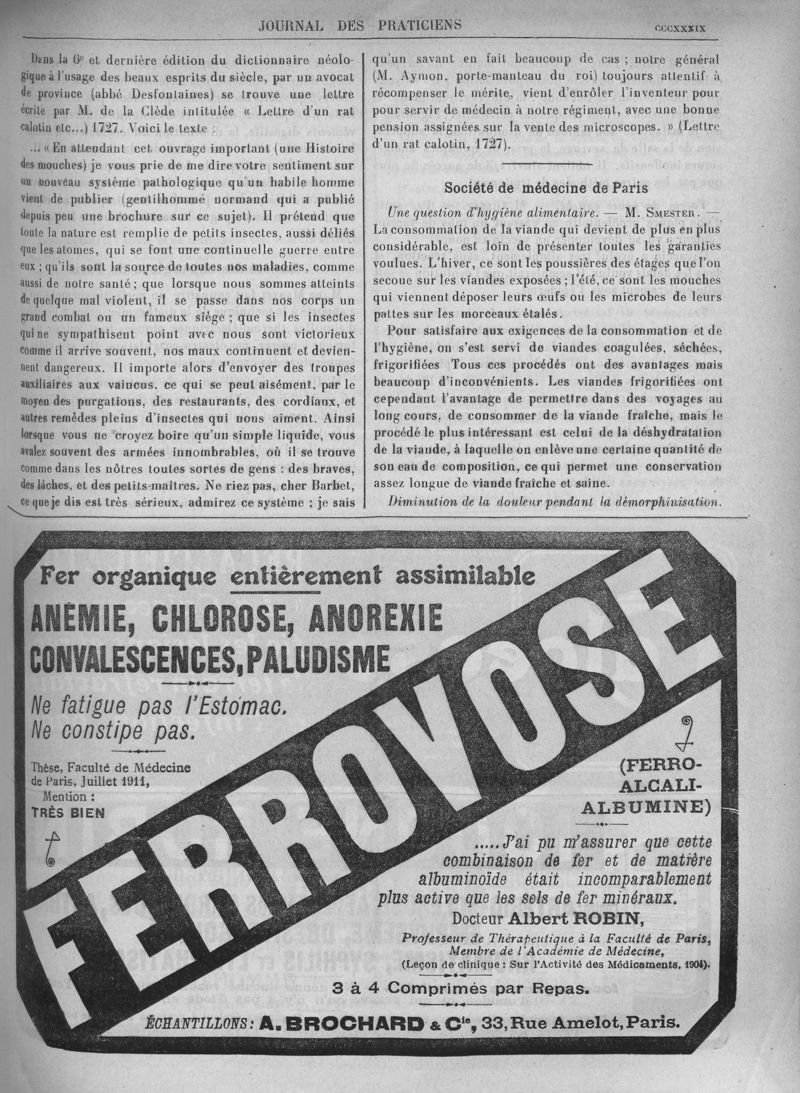 JOURNAL DES PRATICIENS
CCCXXXIX
Dans la 6e et dernière édition du dictionnaire néolo-
gique à l'usage des beaux esprits du siècle, par un avocat
de province (abbé Desfontaines) se trouve une lettre
écrite par M. de la Clède intitulée « Lettre d'un rat
calotin etc...) 1727. Voici le texte :
... « En attendant cet ouvrage important (une Histoire
des mouches) je vous prie de me dire votre sentiment sur
un nouveau système pathologique qu'un habile homme
vient de publier (gentilhomme normand qui a publié
depuis peu une brochure sur ce sujet). Il prétend que
toute la nature est remplie de petits insectes, aussi déliés
que les atomes, qui se font une continuelle guerre entre
eux ; qu'ils sont la source de toutes nos maladies, comme
aussi de notre santé ; que lorsque nous sommes atteints
de quelque mal violent, il se passe dans nos corps un
grand combat ou un fameux siège ; que si les insectes
qui ne sympathisent point avec nous sont victorieux
comme il arrive souvent, nos maux continuent et devien-
nent dangereux. Il importe alors d'envoyer des troupes
auxiliaires aux vaincus, ce qui se peut aisément, par le
moyen des purgations, des restaurants, des cordiaux, et
autres remèdes pleins d'insectes qui nous aiment. Ainsi
lorsque vous ne croyez boire qu'un simple liquide, vous
avalez souvent des armées innombrables, où il se trouve
comme dans les nôtres toutes sortes de gens : des braves,
des lâches, et des petits-maîtres. Ne riez pas, cher Barbet,
ce que je dis est très sérieux, admirez ce système ; je sais
qu'un savant en fait beaucoup de cas ; notre général
(M. Aymon, porte-manteau du roi) toujours attentif à
récompenser le mérite, vient d'enrôler l'inventeur pour
pour servir de médecin à notre régiment, avec une bonne
pension assignées sur la vente des microscopes. » (Lettre
d'un rat calotin, 1727).
Société de médecine de Paris
Une question d'hygiène alimentaire. — M. SMESTER. —
La consommation de la viande qui devient de plus en plus
considérable, est loin de présenter toutes les garanties
voulues. L'hiver, ce sont les poussières des étages que l'on
secoue sur les viandes exposées ; l'été, ce sont les mouches
qui viennent déposer leurs œufs ou les microbes de leurs
pattes sur les morceaux étalés.
Pour satisfaire aux exigences de la consommation et de
l'hygiène, on s'est servi de viandes coagulées, séchées,
frigorifiées Tous ces procédés ont des avantages mais
beaucoup d'inconvénients. Les viandes frigorifiées ont
cependant l'avantage de permettre dans des voyages au
long cours, de consommer de la viande fraîche, mais le
procédé le plus intéressant est celui de la déshydratation
de la viande, à laquelle on enlève une certaine quantité de
son eau de composition, ce qui permet une conservation
assez longue de viande fraîche et saine.
Diminution de la douleur pendant la démorphinisation.
Fer organique entièrement assimilable
ANÉMIE, CHLOROSE, ANOREXIE
CONVALESCENCES, PALUDISME
Ne fatigue pas l'Estomac.
Ne constipe pas.
Thèse, Faculté de Médecine
de Paris, Juillet 1911,
Mention :
TRÈS BIEN
FERROVOSE
(FERRO-
ALCALI-
ALBUMINE)
.....J'ai pu m'assurer que cette
combinaison de fer et de matière
albuminoïde était incomparablement
plus active que les sels de fer minéraux.
Docteur Albert ROBIN,
Professeur de Thérapeutique à la Faculté de Paris,
Membre de l'Académie de Médecine,
(Leçon de clinique : Sur l'Activité des Médicaments, 1904).
3 à 4 Comprimés par Repas.
ÉCHANTILLONS : A. BROCHARD & Cie, 33, Rue Amelot, Paris.